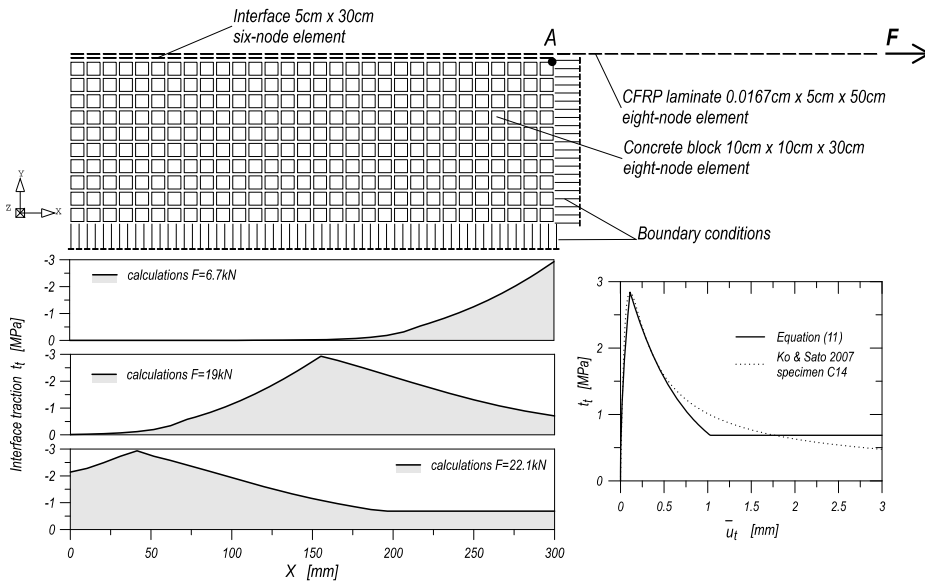 Interface 5cm x 30cm
six-node element
A
F
CFRP laminate 0.0167cm x 5cm x 50cm
eight-node element
Concrete block 10cm x 10cm x 30cm
eight-node element
Y
Z
X
Boundary conditions
-3
-2
-1
0
calculations F=6.7kN
-3
-2
-1
0
calculations F=19kN
-3
-2
-1
0
calculations F=22.1kN
Interface traction tt [MPa]
0
50
100
150
200
250
300
X [mm]
3
2
1
0
tt [MPa]
Equation (11)
Ko & Sato 2007
specimen C14
0
0.5
1
1.5
2
2.5
3
ūt [mm]